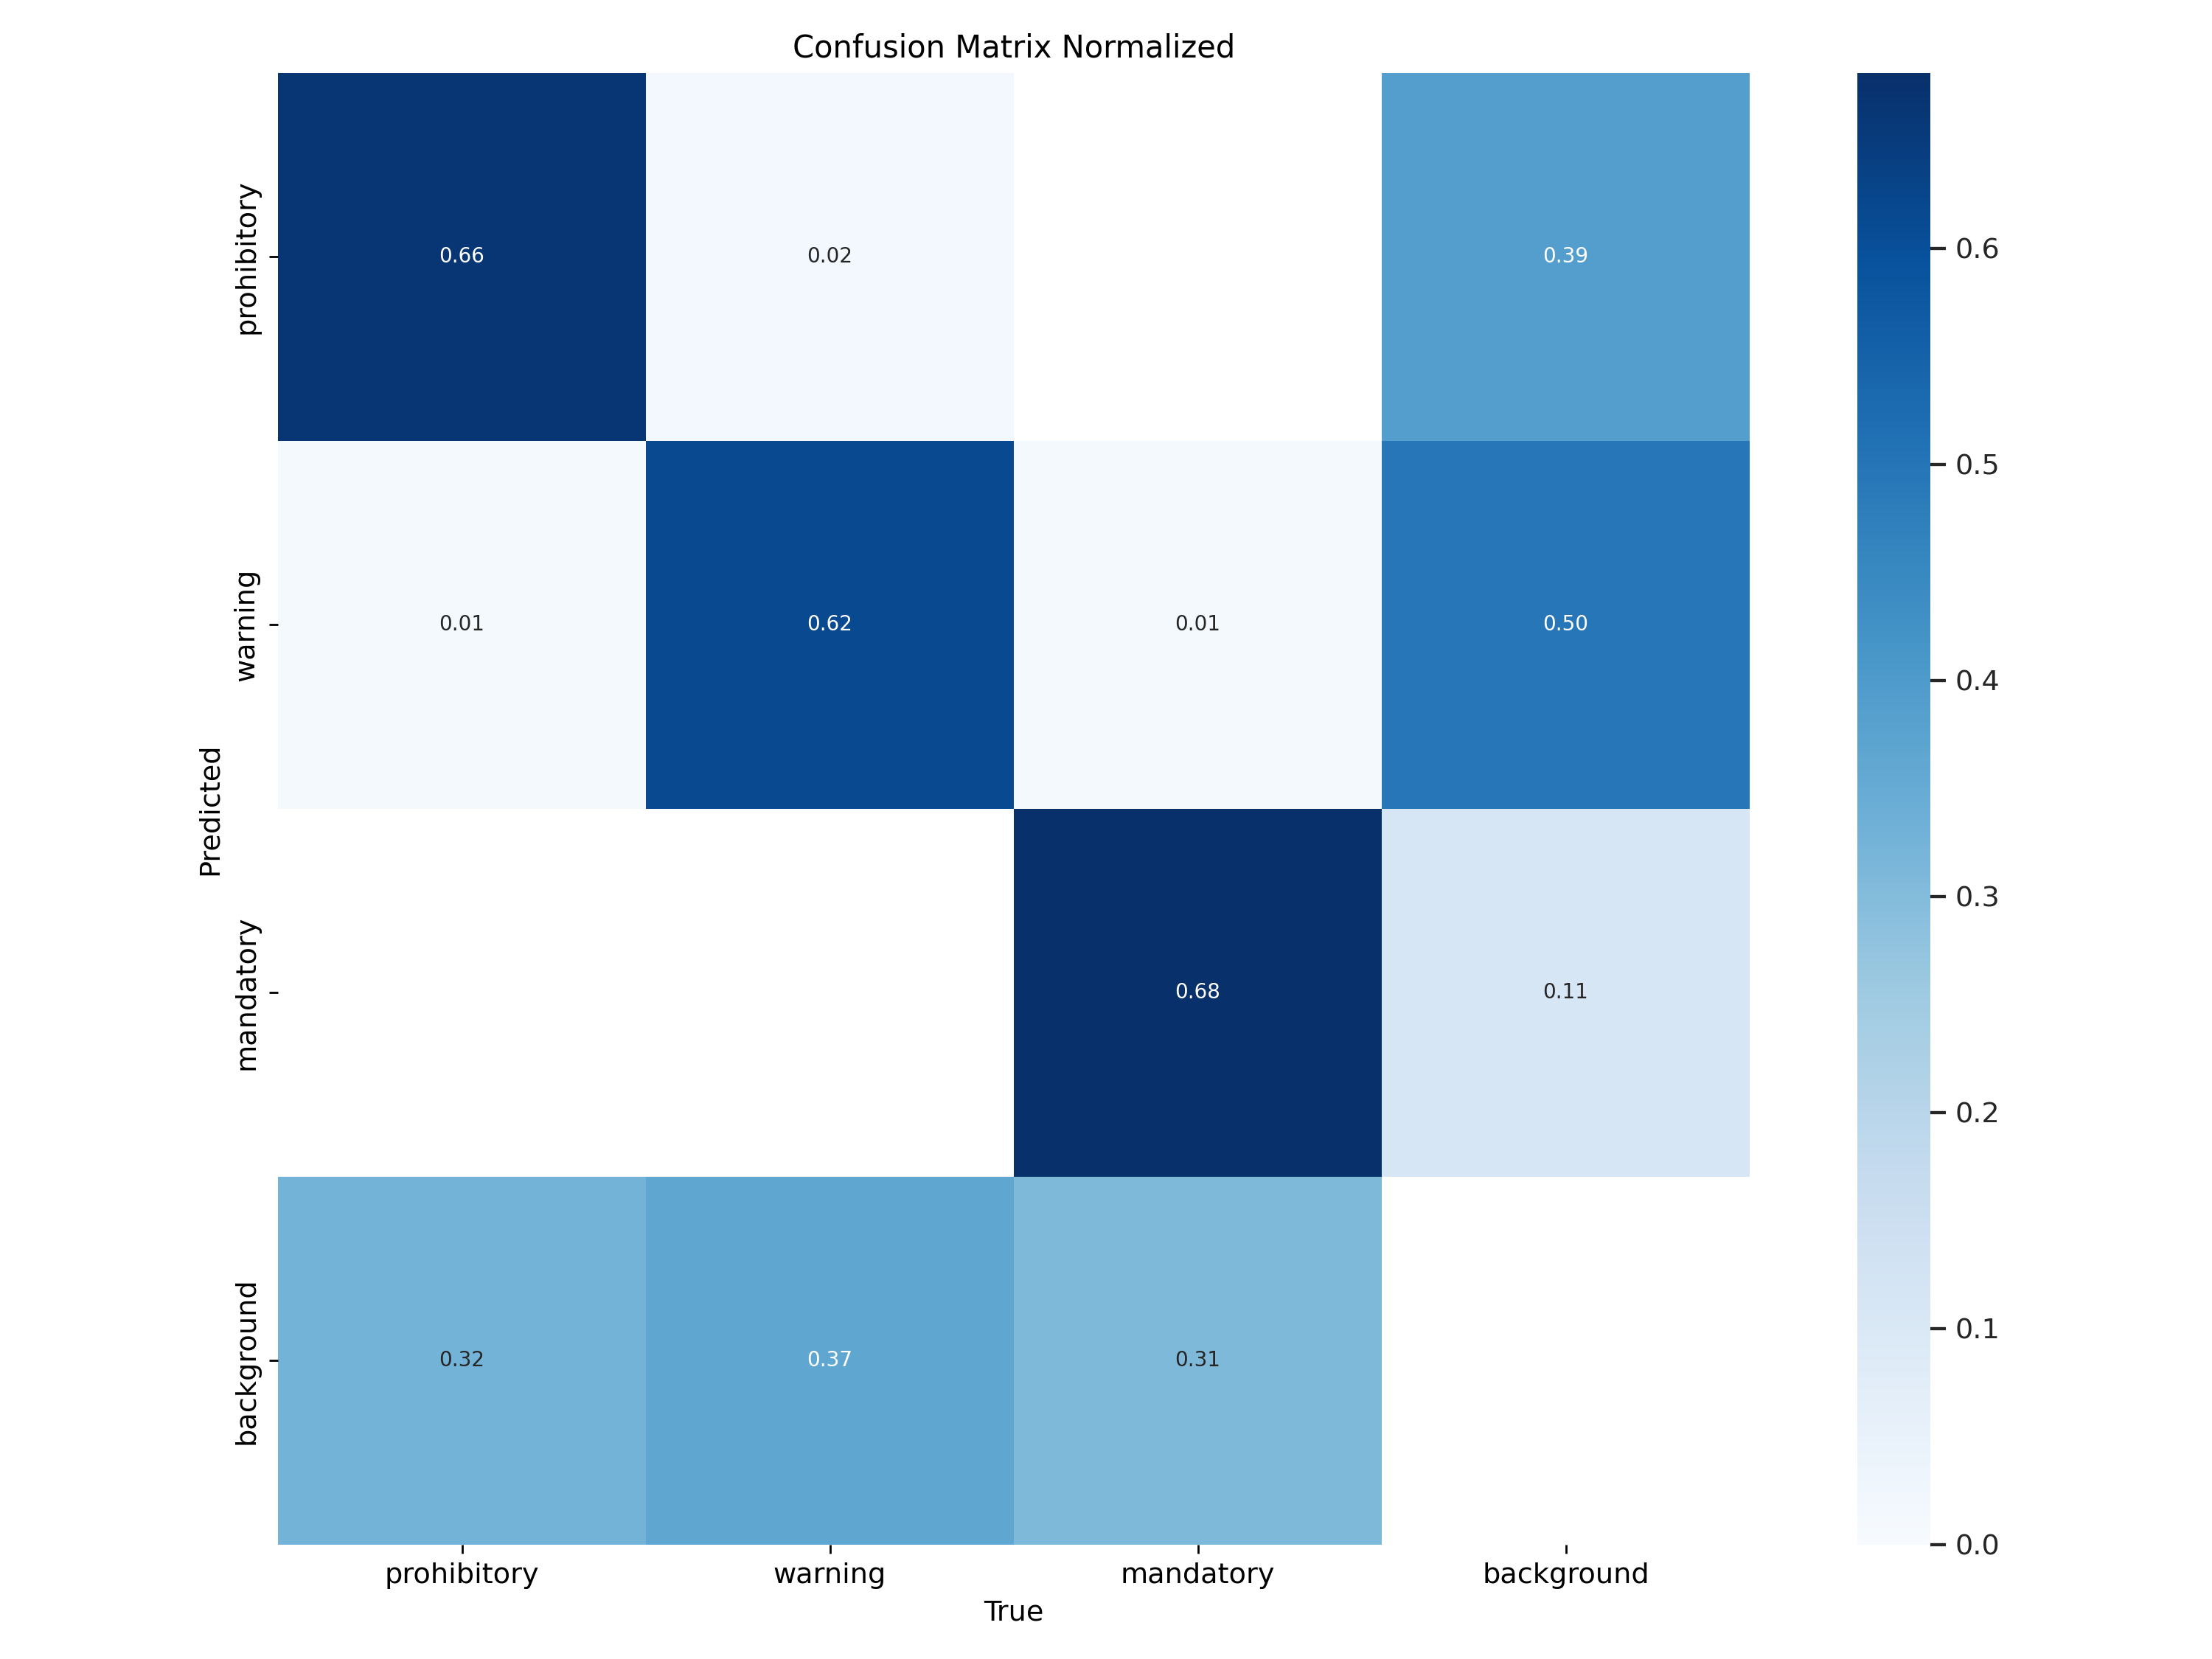 Confusion Matrix Normalized
prohibitory
0.66
0.02
0.39
warning
0.01
0.62
0.01
0.50
mandatory
0.68
0.11
background
0.32
0.37
0.31
Predicted
prohibitory
warning
mandatory
background
True
0.6
0.5
0.4
0.3
0.2
0.1
0.0